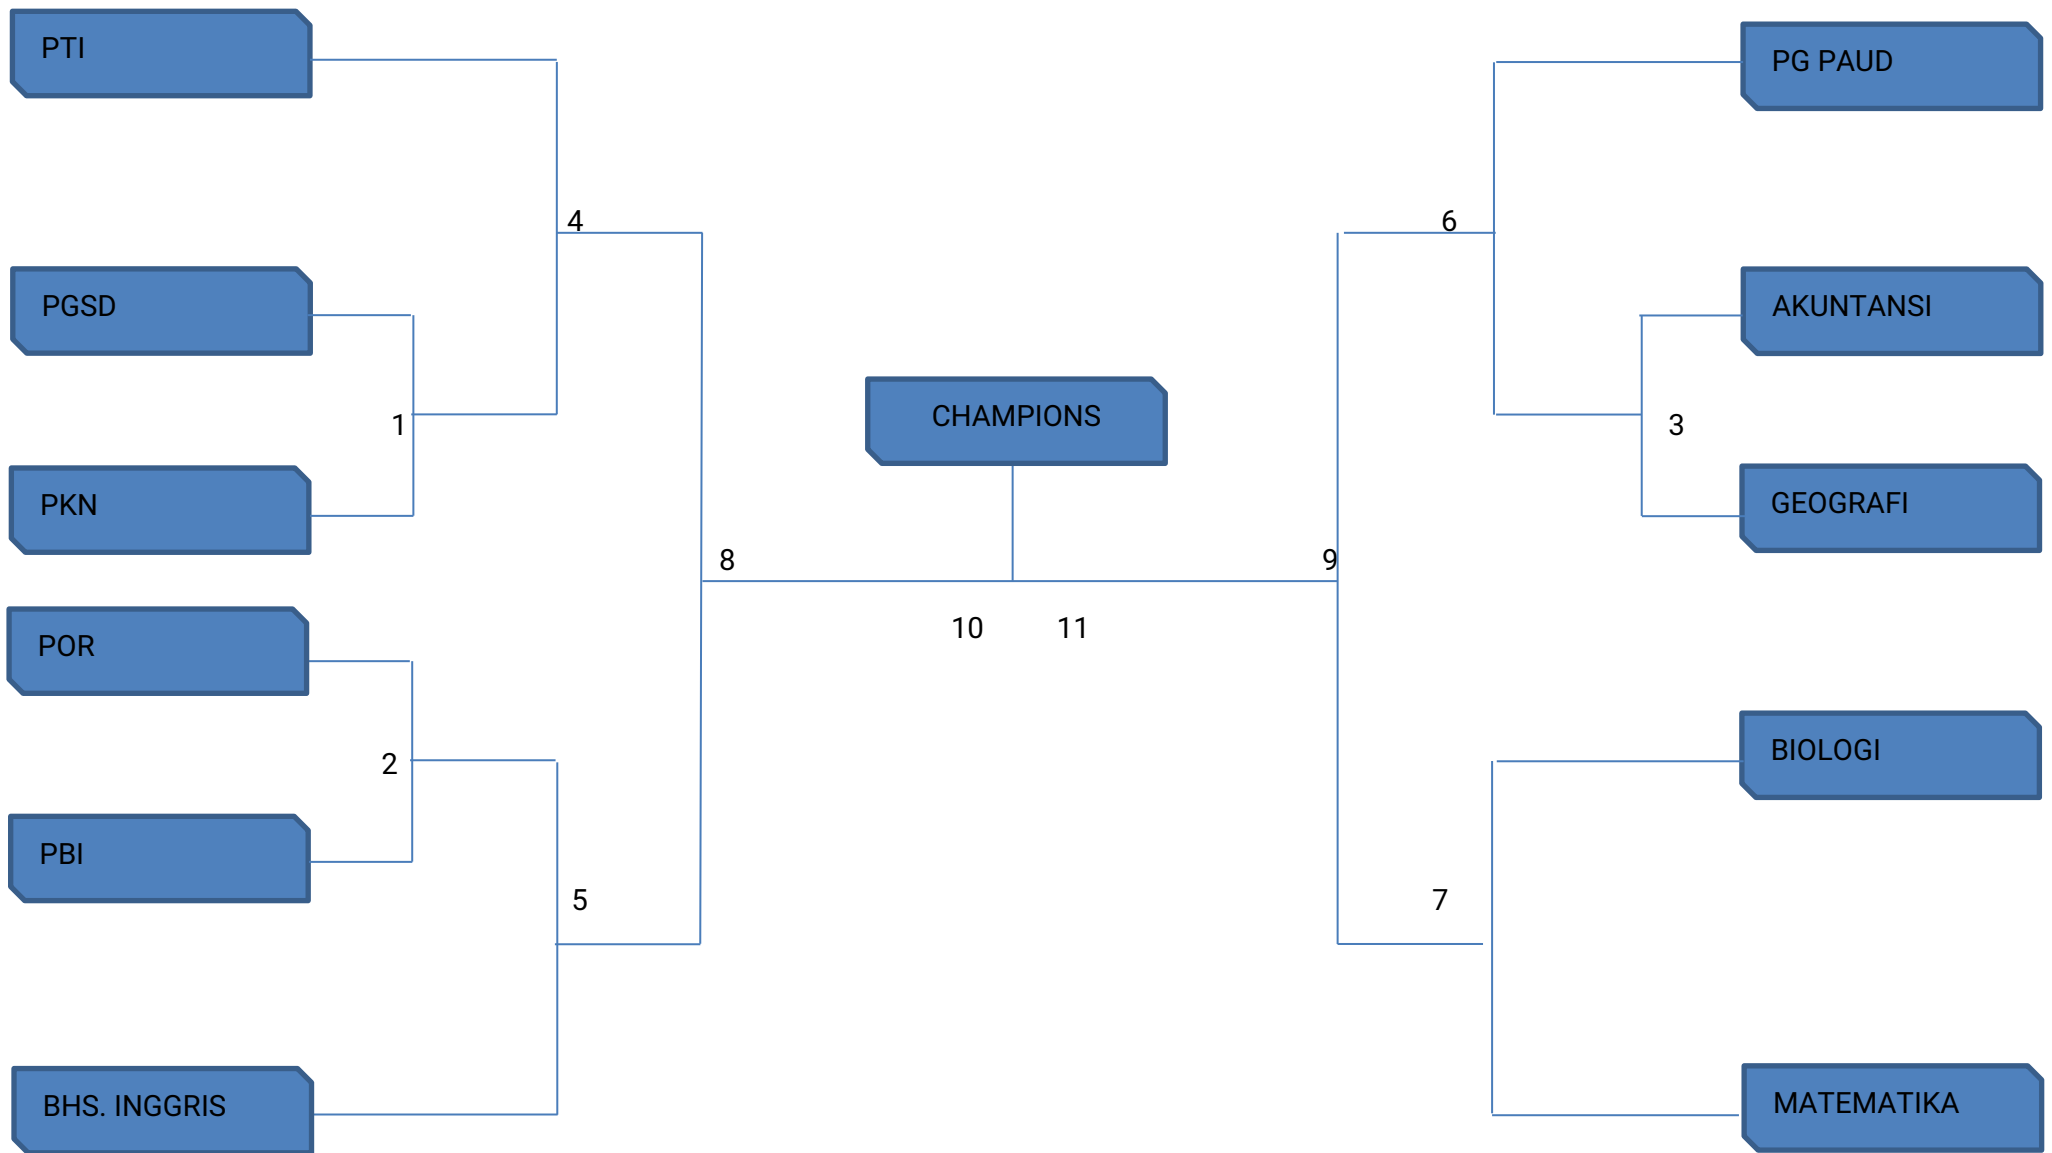 PTI
PG PAUD
4
6
PGSD
AKUNTANSI
CHAMPIONS
1
3
PKN
GEOGRAFI
8
9
10
11
POR
BIOLOGI
2
PBI
5
7
BHS. INGGRIS
MATEMATIKA